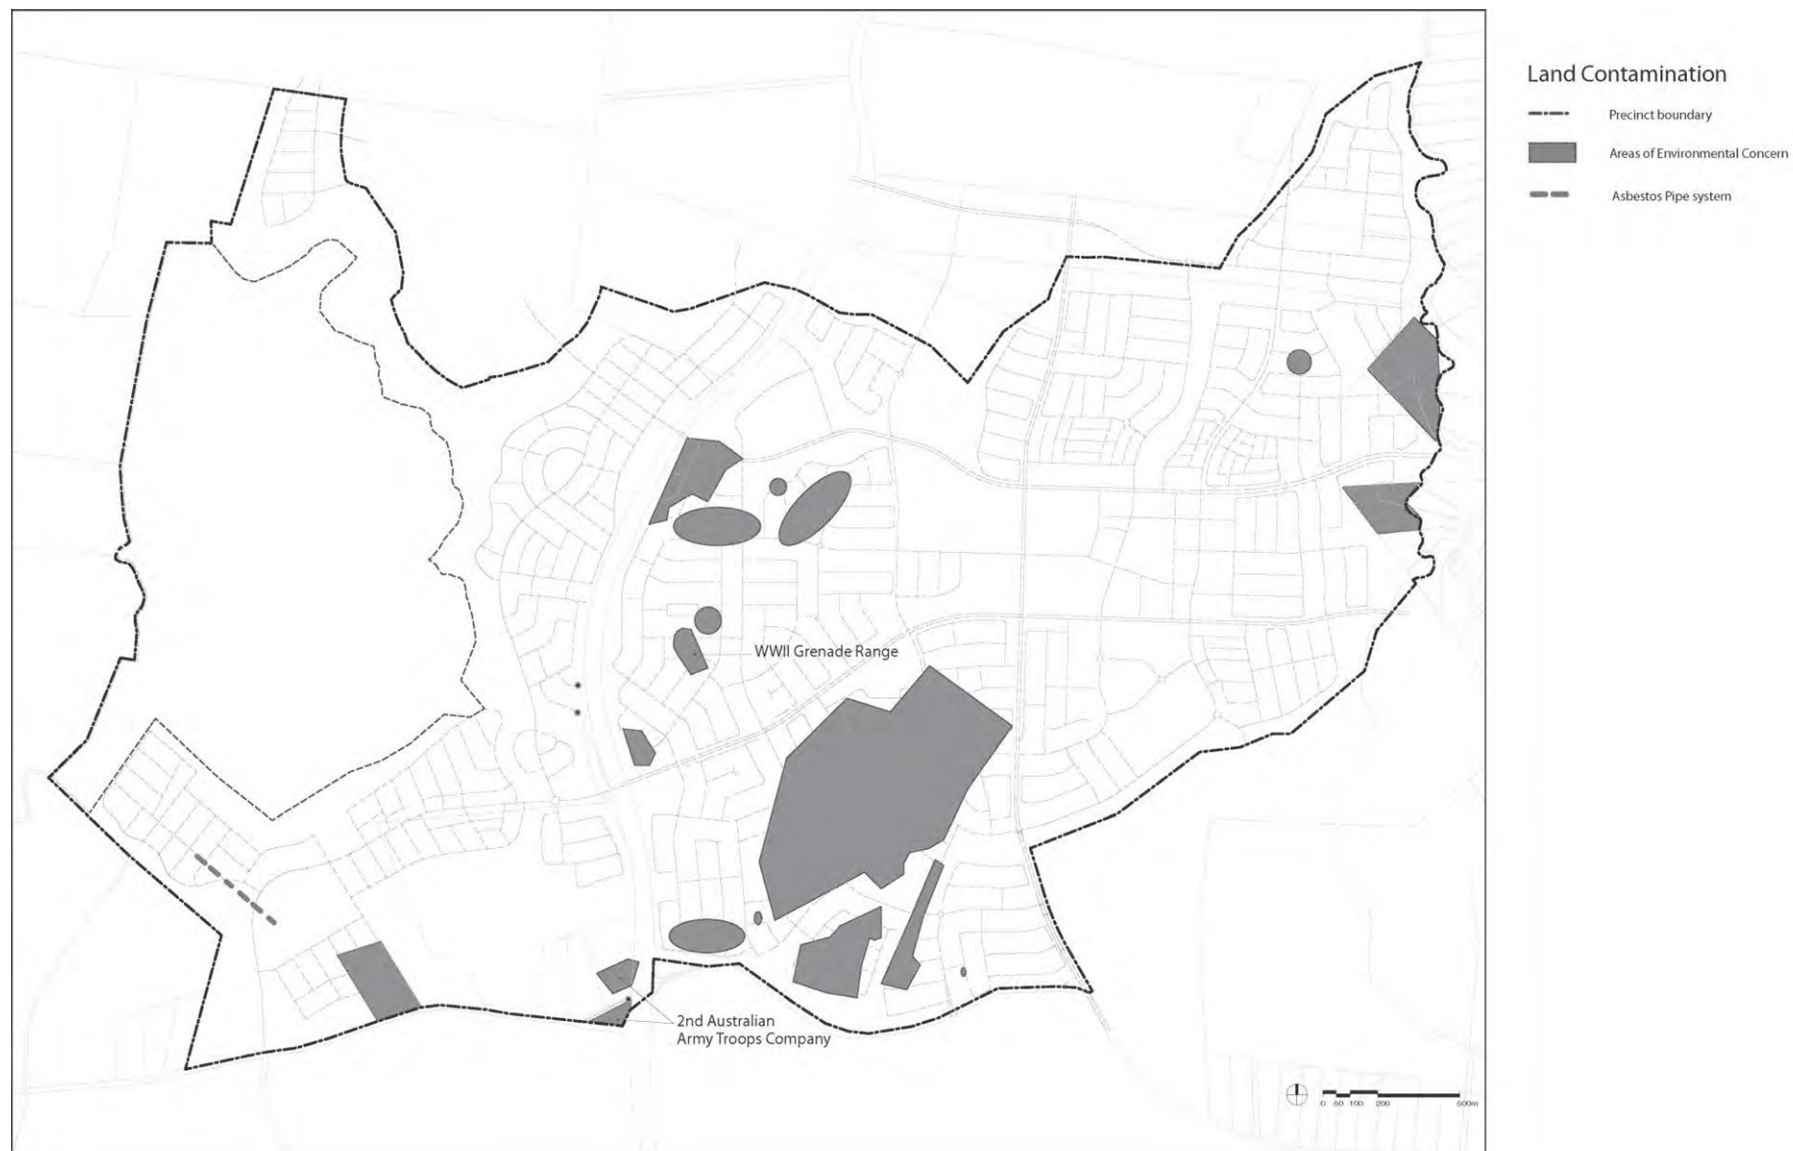 Land Contamination
Precinct boundary
Areas of Environmental Concern
Asbestos Pipe system
WWII Grenade Range
2nd Australian
Army Troops Company
0 50 100 200 500m